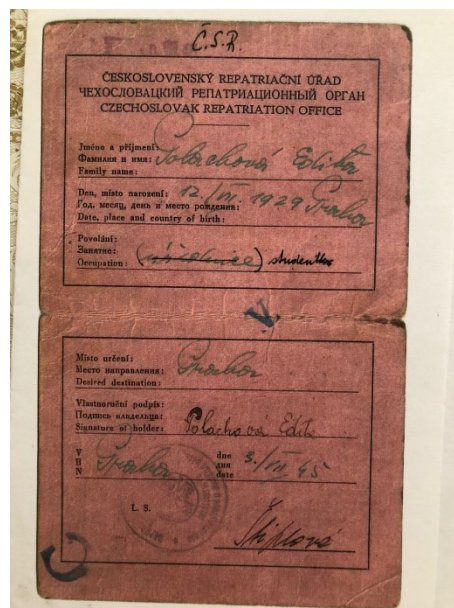 Č.S.R.
ČESKOSLOVENSKÝ REPATRIAČNÍ ÚŘAD
ЧЕХОСЛОВАЦКИЙ РЕПАТРИАЦИОННЫЙ ОРГАН
CZECHOSLOVAK REPATRIATION OFFICE
Jméno a příjmení: Polachová Edita
Фамилия и имя:
Family name:
Den, místo narození: 12/VII. 1929 Praha
Год, месяц, день и место рождения:
Date, place and country of birth:
Povolání:
Занятие:
Occupation: (úřednice) studentka
Místo určení: Praha
Место направления:
Desired destination:
Vlastnoruční podpis:
Подпись владельца:
Signature of holder: Polachová Edita
V Praha dne 3./VII 45
В дня
N date
L. S.